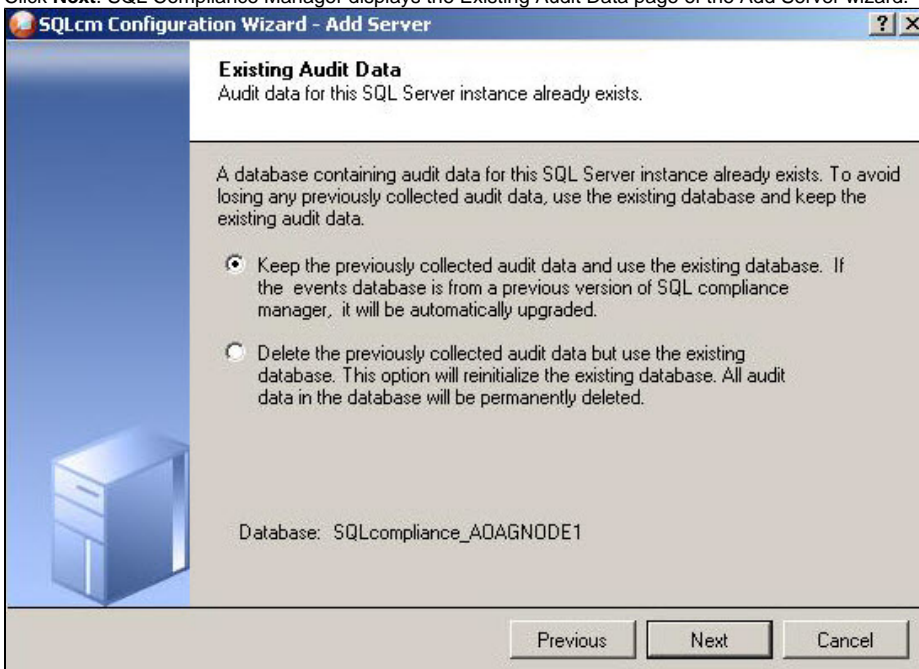 Click Next. SQL Compliance Manager displays the Existing Audit Data page of the Add Server wizard.
SQLcm Configuration Wizard - Add Server
Existing Audit Data
Audit data for this SQL Server instance already exists.
A database containing audit data for this SQL Server instance already exists. To avoid
losing any previously collected audit data, use the existing database and keep the
existing audit data.
Keep the previously collected audit data and use the existing database. If
the events database is from a previous version of SQL compliance
manager, it will be automatically upgraded.
Delete the previously collected audit data but use the existing
database. This option will reinitialize the existing database. All audit
data in the database will be permanently deleted.
Database: SQLcompliance_AOAGNODE1
Previous
Next
Cancel